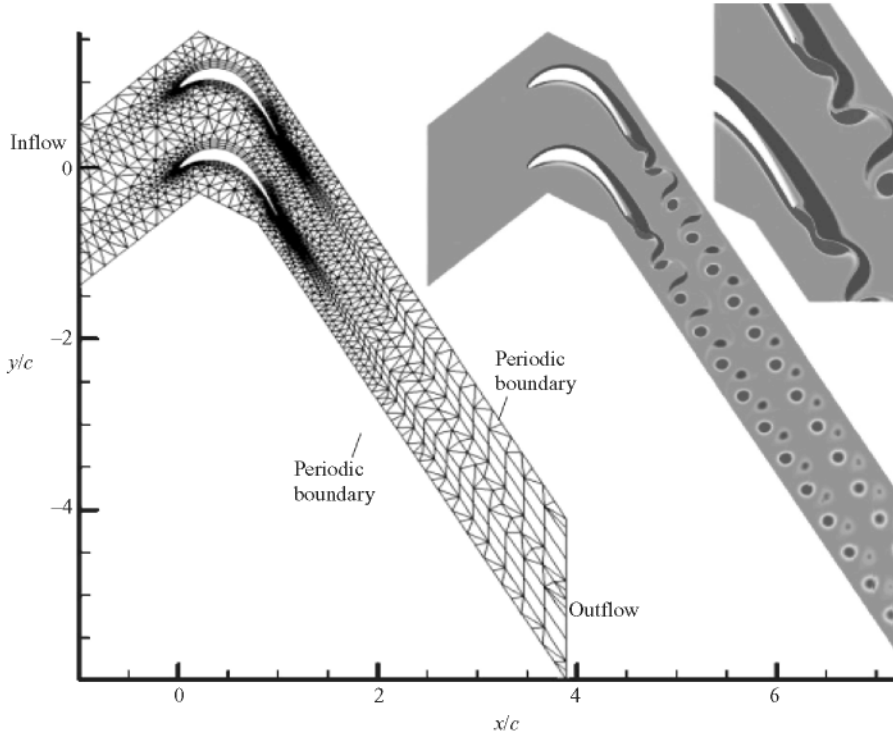 Inflow
0
−2
y/c
Periodic
boundary
Periodic
boundary
−4
Outflow
0
2
4
6
x/c